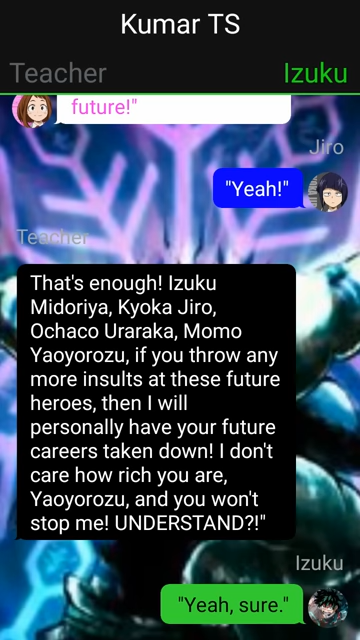 Kumar TS
Teacher
Izuku
future!"
Jiro
"Yeah!"
Teacher
That's enough! Izuku
Midoriya, Kyoka Jiro,
Ochaco Uraraka, Momo
Yaoyorozu, if you throw any
more insults at these future
heroes, then I will
personally have your future
careers taken down! I don't
care how rich you are,
Yaoyorozu, and you won't
stop me! UNDERSTAND?!"
Izuku
"Yeah, sure."